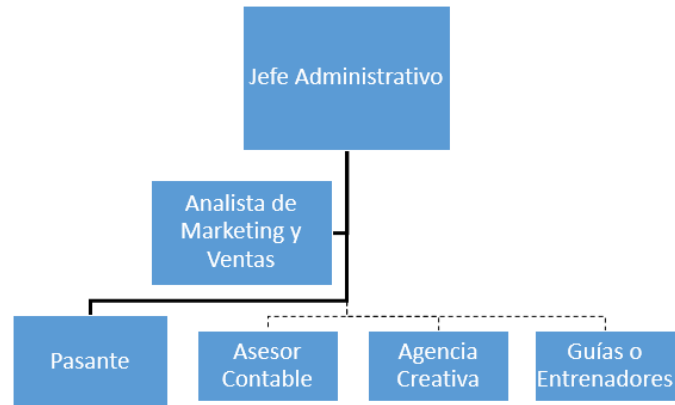 Jefe Administrativo
Analista de
Marketing y
Ventas
Pasante
Asesor
Contable
Agencia
Creativa
Guías o
Entrenadores